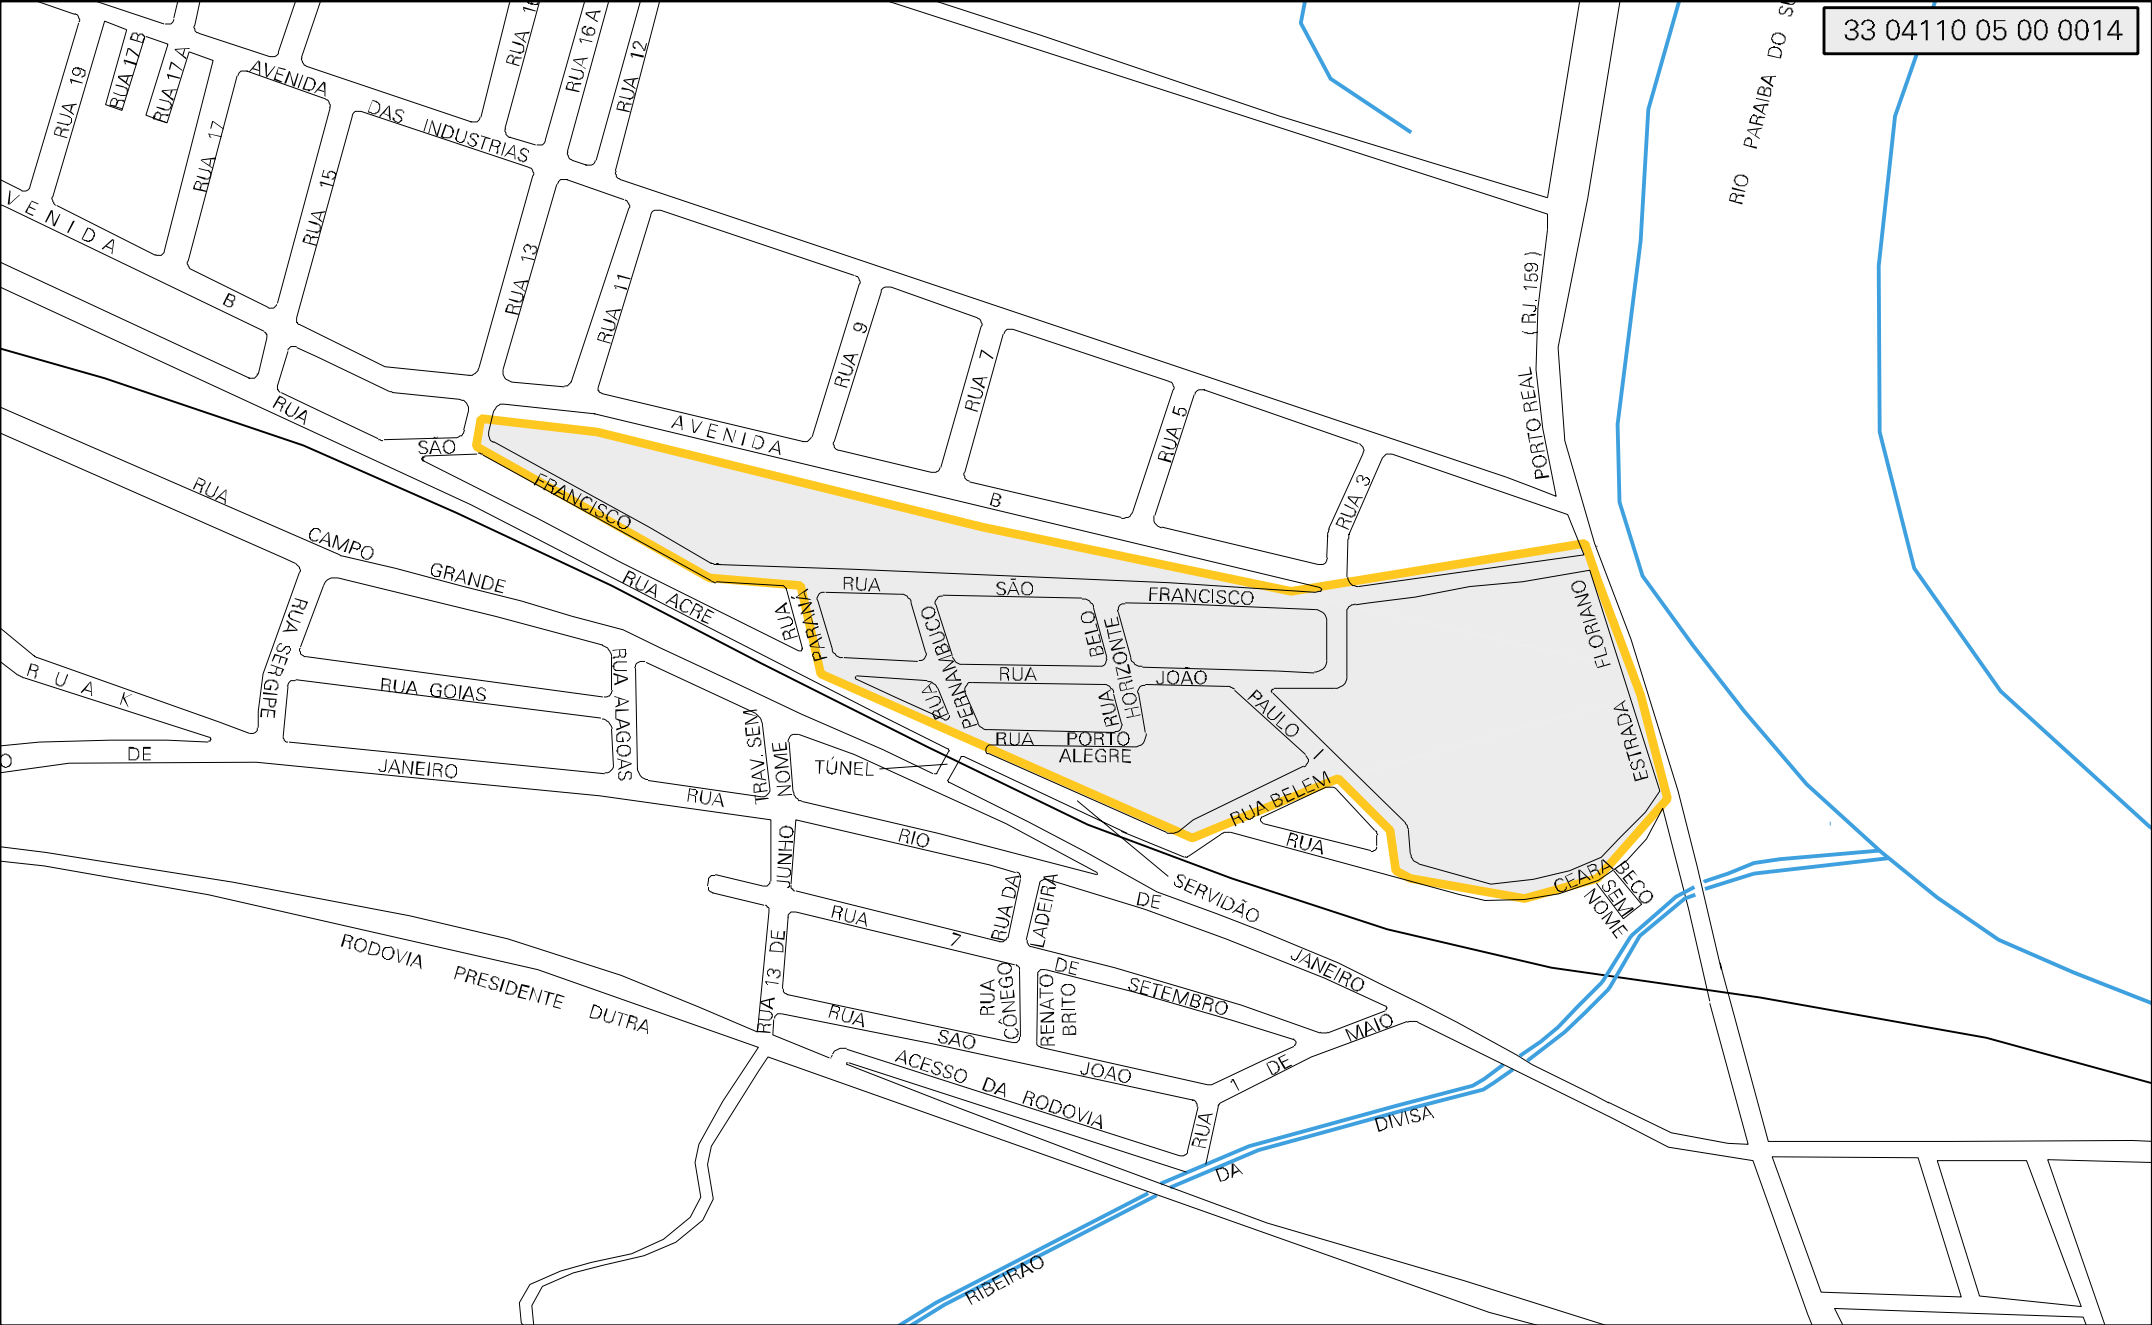 33 04110 05 00 0014
RIO PARAIBA DO
RUA 19
RUA 17 B
RUA 17 A
RUA 17
RUA 15
AVENIDA DAS INDUSTRIAS
RUA
RUA 16 A
RUA 12
VENIDA B
RUA 13
RUA 11
RUA 9
RUA 7
RUA 5
RUA 3
PORTO REAL ( RJ. 159 )
AVENIDA B
RUA SÃO FRANCISCO
RUA CAMPO GRANDE
RUA ACRE
RUA PARANÁ
RUA SÃO FRANCISCO
RUA PERNAMBUCO
RUA BELO HORIZONTE
RUA JOÃO PAULO I
RUA PORTO
ALEGRE
RUA BELEM
RUA CEARA
ESTRADA FLORIANO
BECO
SEM
NOME
RUA SERGIPE
RUA GOIAS
RUA ALAGOAS
RUA K
TRAV. SEM
NOME
TÚNEL
SERVIDÃO
O DE JANEIRO
RUA RIO DE JANEIRO
RUA 13 DE JUNHO
RUA DA
LADEIRA
RUA 7 DE SETEMBRO
RUA
CÔNEGO
RENATO
BRITO
RUA SAO JOAO
RUA 1 DE MAIO
ACESSO DA RODOVIA
RODOVIA PRESIDENTE DUTRA
RIBEIRAO DA DIVISA